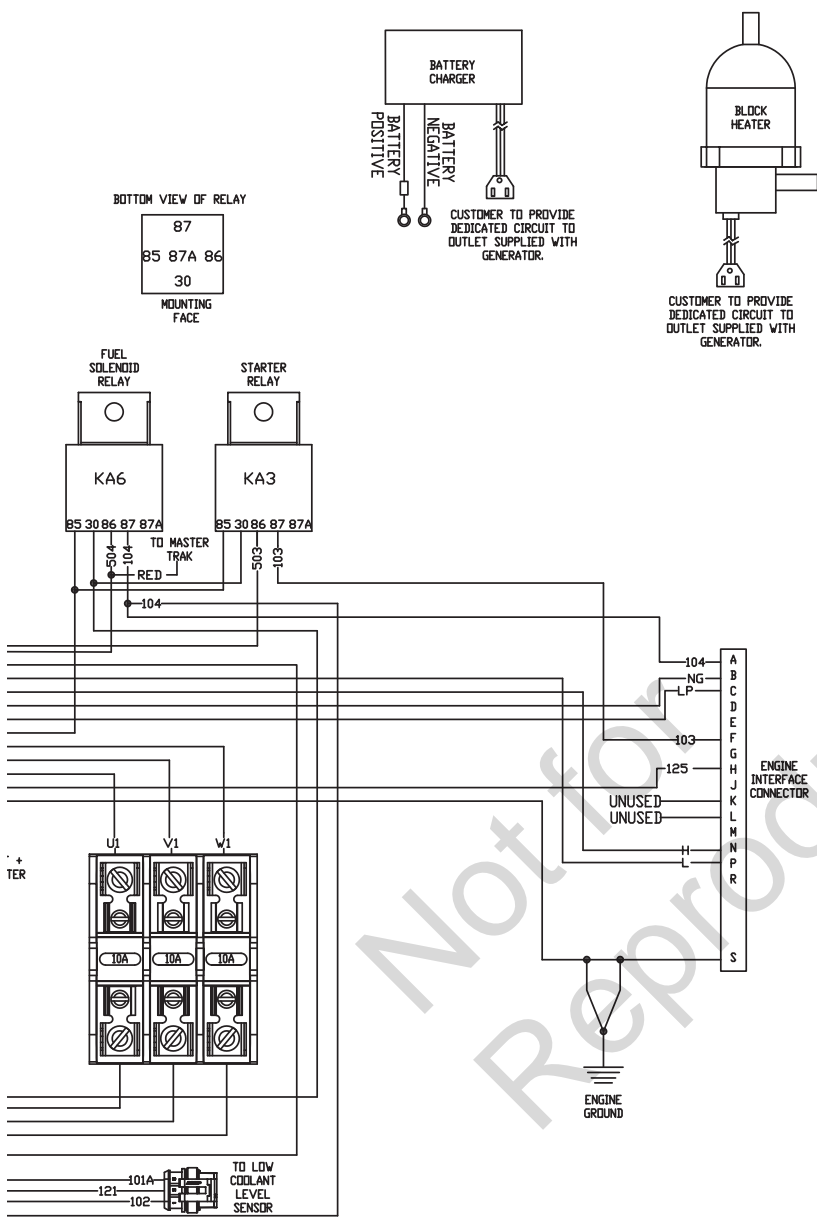 BATTERY
CHARGER
BATTERY
POSITIVE
BATTERY
NEGATIVE
CUSTOMER TO PROVIDE
DEDICATED CIRCUIT TO
OUTLET SUPPLIED WITH
GENERATOR.
BLOCK
HEATER
CUSTOMER TO PROVIDE
DEDICATED CIRCUIT TO
OUTLET SUPPLIED WITH
GENERATOR.
BOTTOM VIEW OF RELAY
87
85 87A 86
30
MOUNTING
FACE
FUEL
SOLENOID
RELAY
KA6
85 30 86 87 87A
STARTER
RELAY
KA3
85 30 86 87 87A
504
104
TO MASTER
TRAK
RED
503
103
104
104
NG
LP
103
125
UNUSED
UNUSED
H
L
A
B
C
D
E
F
G
H
J
K
L
M
N
P
R
S
ENGINE
INTERFACE
CONNECTOR
+
TER
U1 V1 W1
10A 10A 10A
ENGINE
GROUND
101A
121
102
TO LOW
COOLANT
LEVEL
SENSOR
Not for